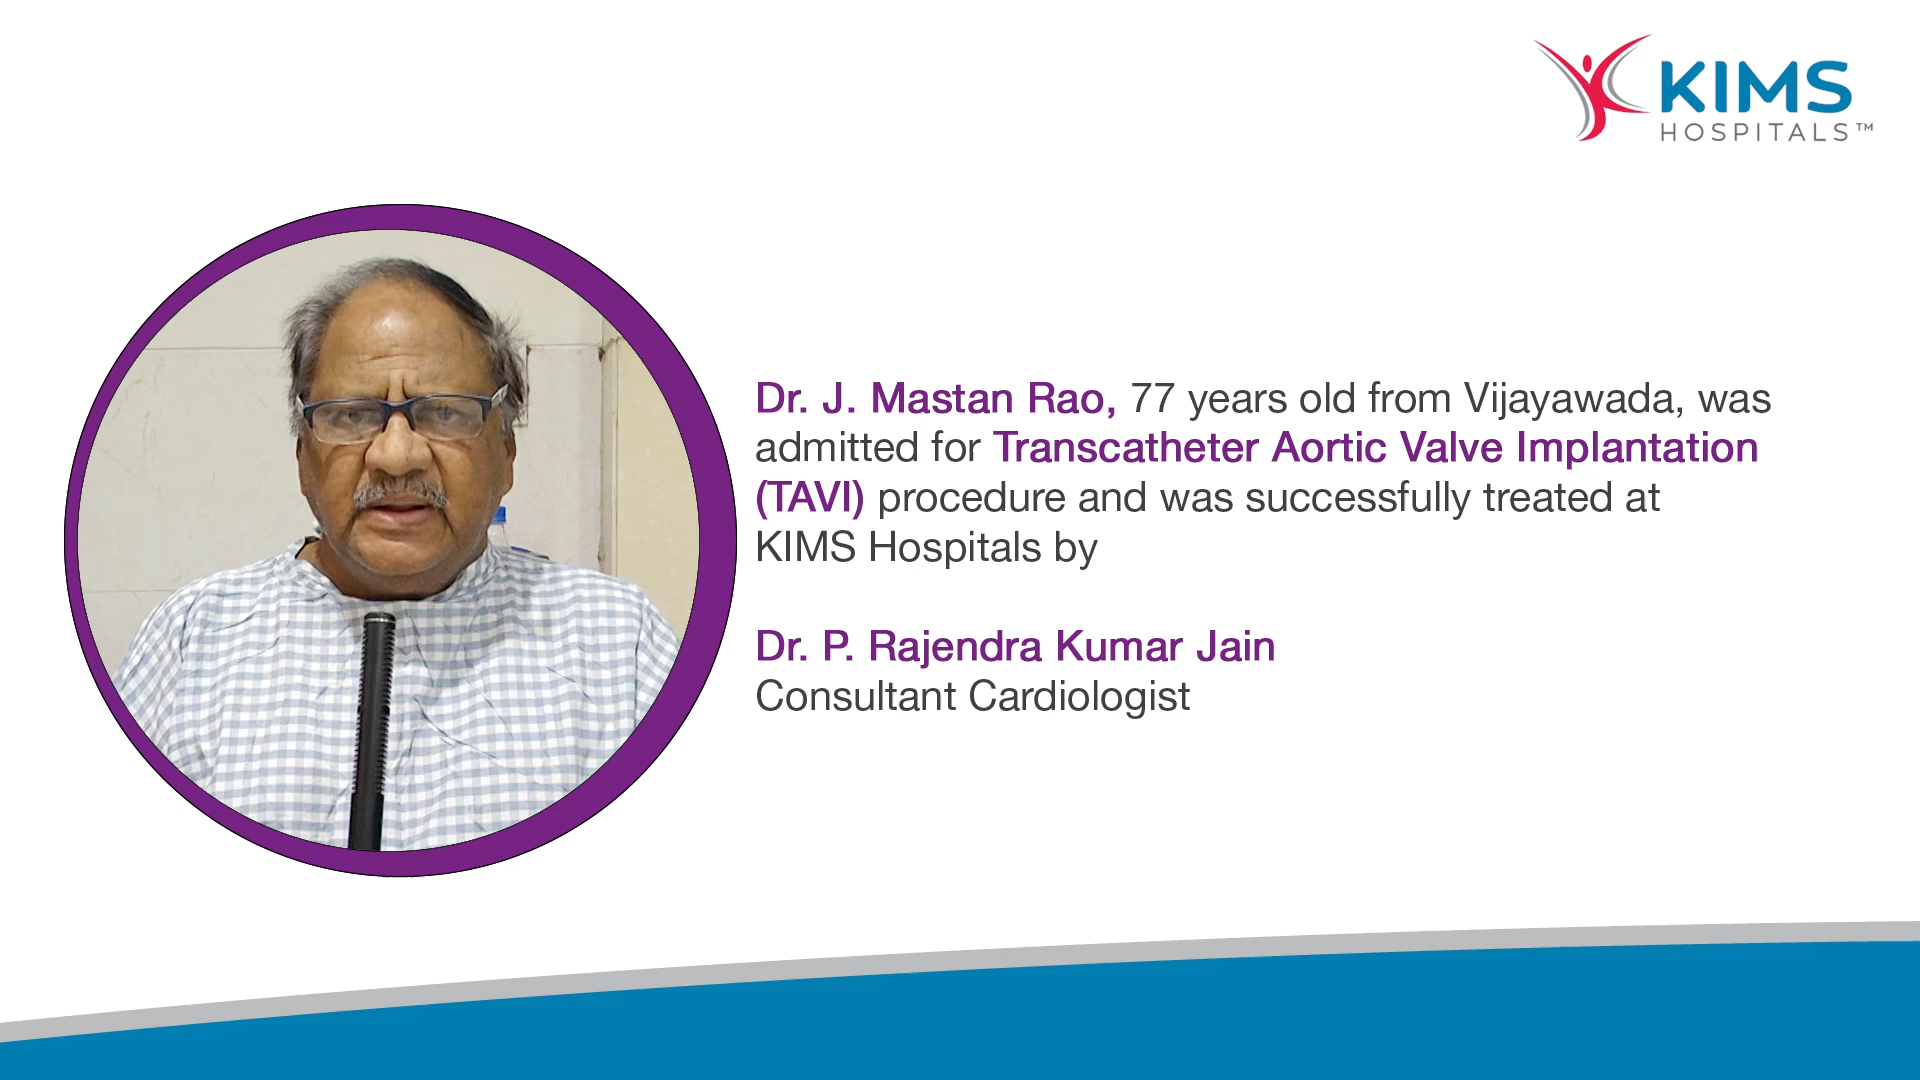 KIMS
HOSPITALS™
Dr. J. Mastan Rao, 77 years old from Vijayawada, was
admitted for Transcatheter Aortic Valve Implantation
(TAVI) procedure and was successfully treated at
KIMS Hospitals by
Dr. P. Rajendra Kumar Jain
Consultant Cardiologist